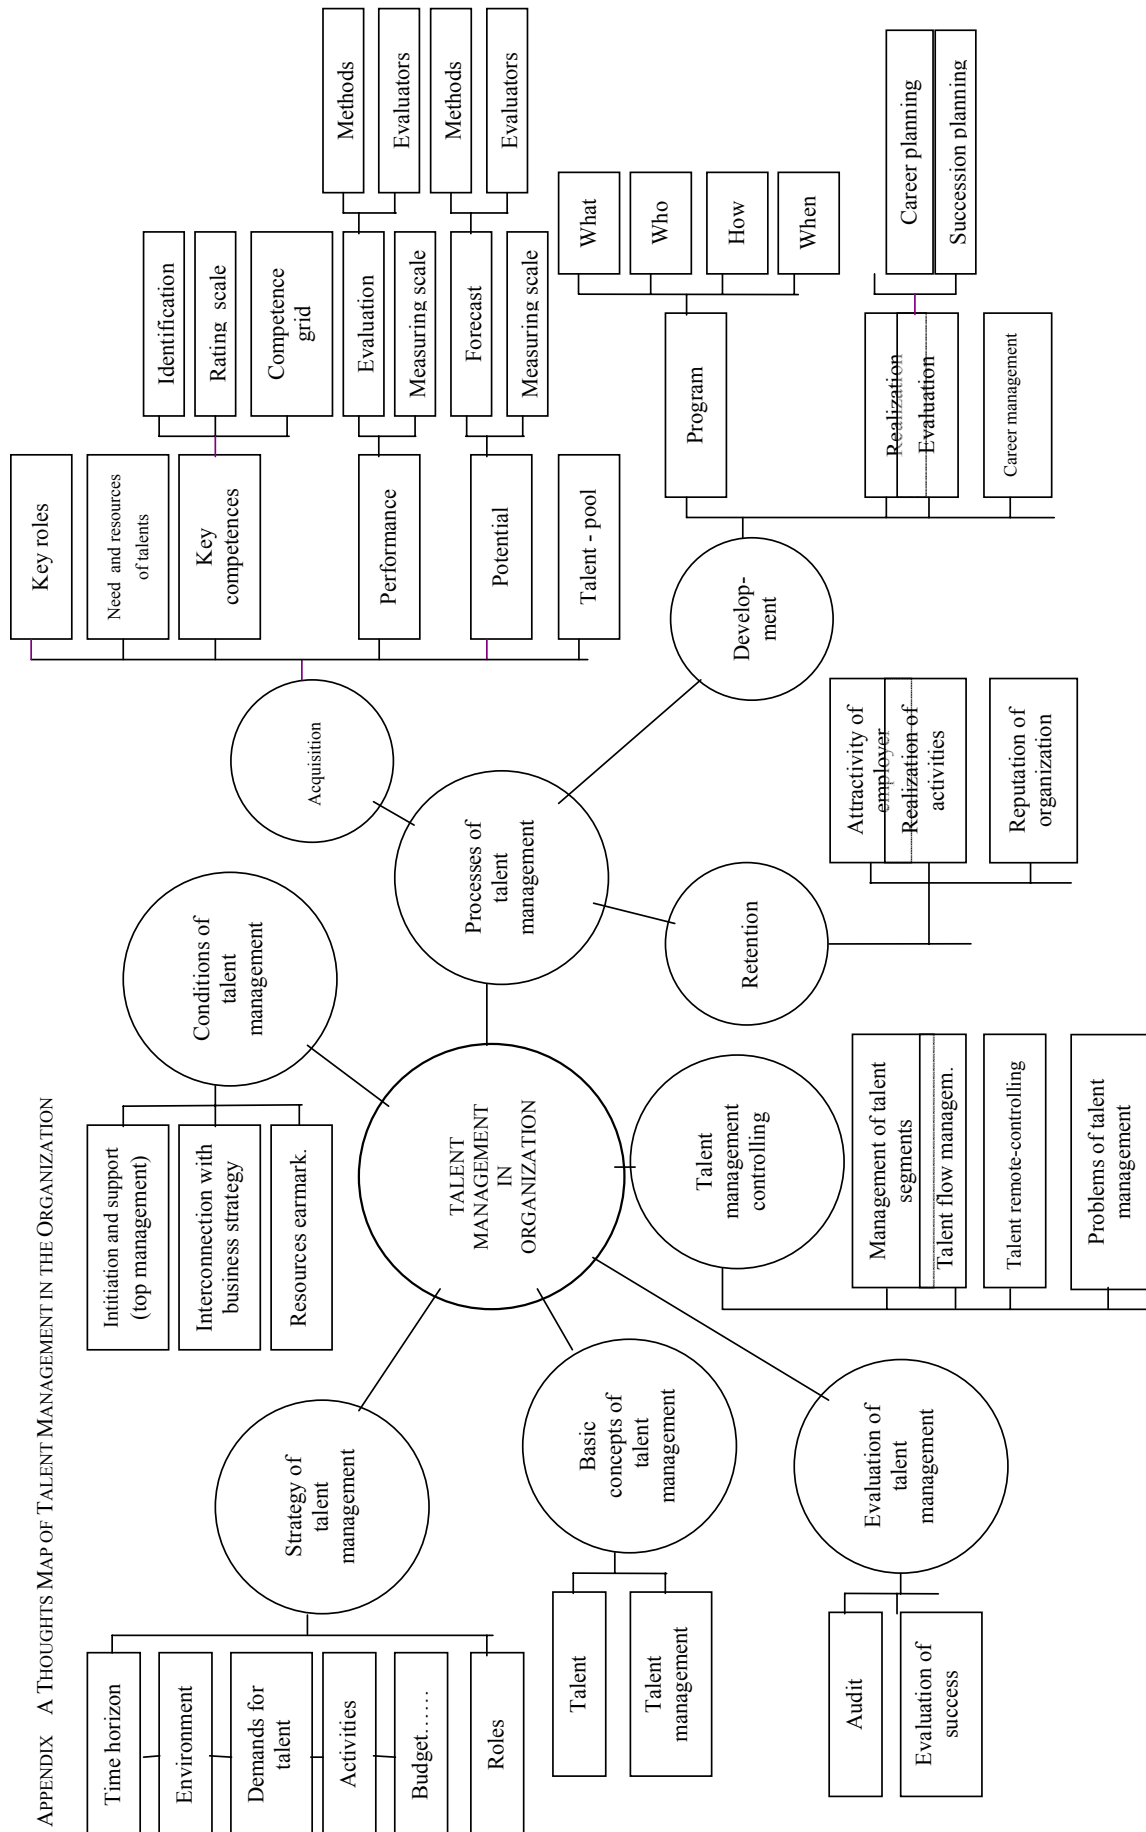 APPENDIX A THOUGHTS MAP OF TALENT MANAGEMENT IN THE ORGANIZATION
Time horizon
Environment
Demands for
talent
Activities
Budget......
Roles
Strategy of
talent
management
Intitiation and support
(top management)
Interconnection with
business strategy
Resources earmark.
Conditions of
talent
management
TALENT
MANAGEMENT
IN
ORGANIZATION
Talent
Talent
management
Basic
concepts of
talent
management
Audit
Evaluation of
success
Evaluation of
talent
management
Talent
management
controlling
Management of talent
segments
Talent flow managem.
Talent remote-controlling
Problems of talent
management
Processes of
talent
management
Acquisition
Key roles
Need and resources
of talents
Key
competences
Identification
Rating scale
Competence
grid
Performance
Evaluation
Methods
Evaluators
Measuring scale
Potential
Forecast
Methods
Evaluators
Measuring scale
Talent - pool
Develop-
ment
Program
What
Who
How
When
Realization
Evaluation
Career planning
Succession planning
Career management
Retention
Attractivity of
employer
Realization of
activities
Reputation of
organization